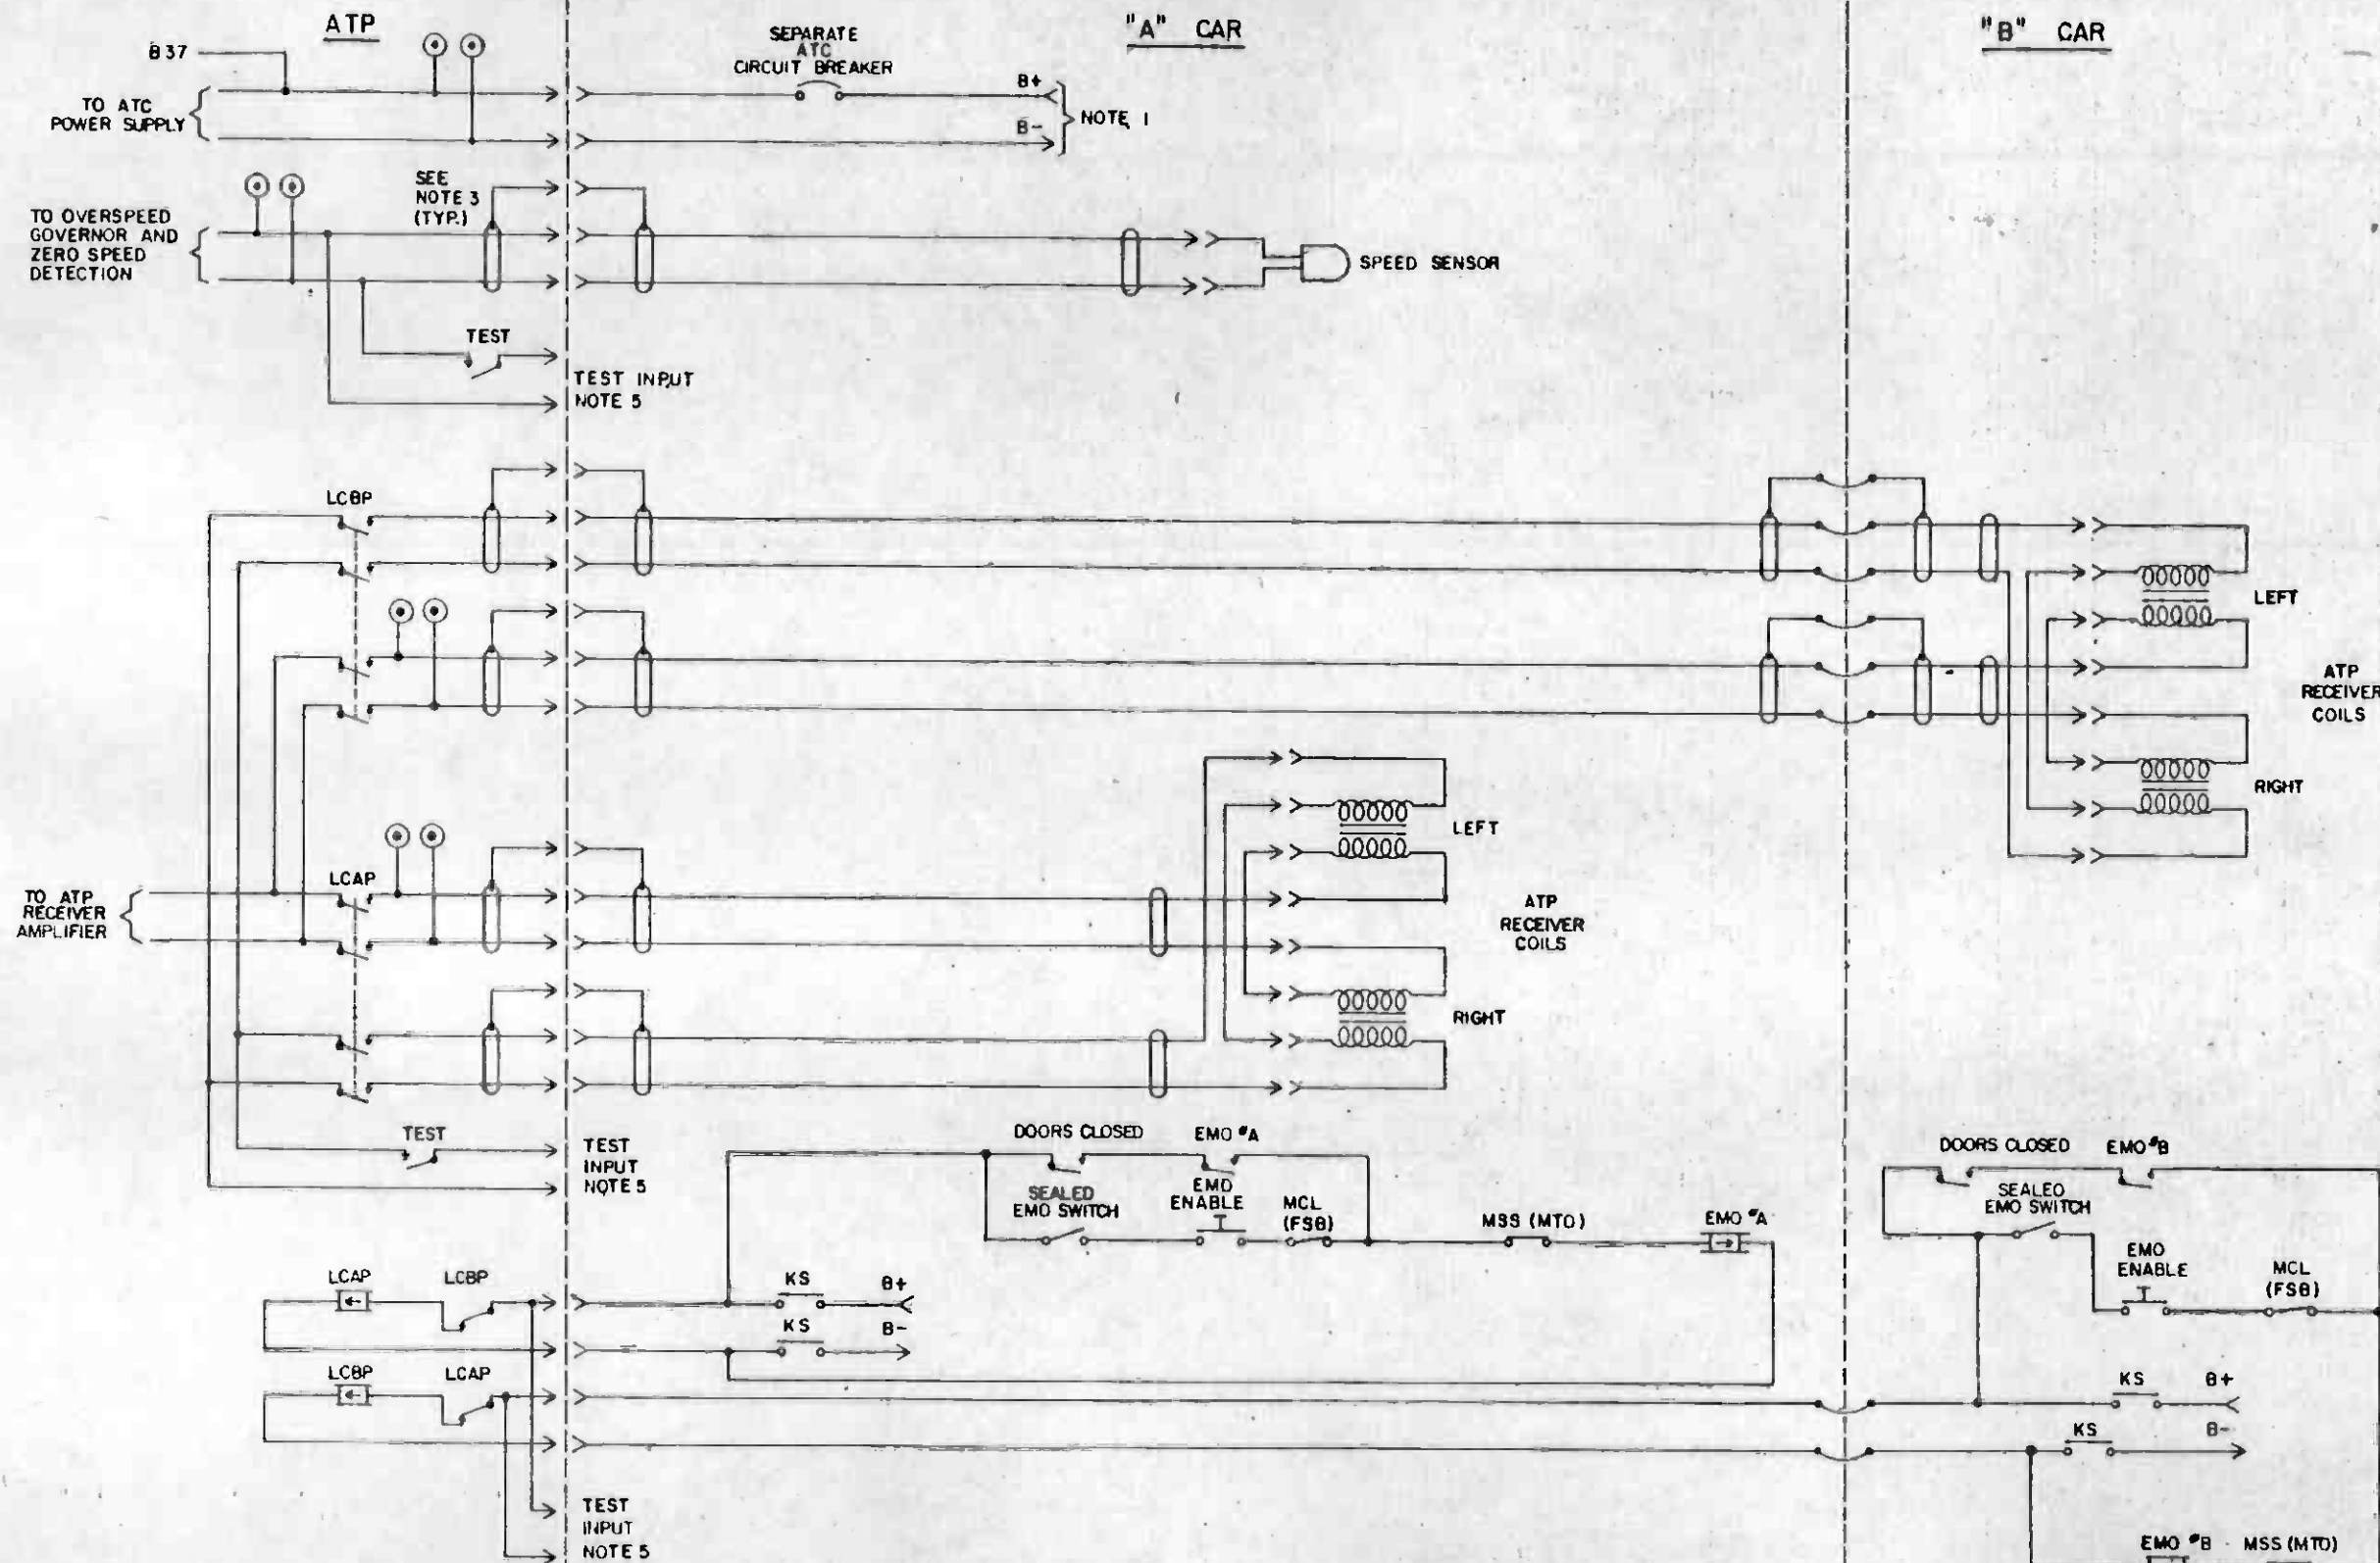 ATP
"A" CAR
"B" CAR
B37
SEPARATE
ATC
CIRCUIT BREAKER
B+
TO ATC
POWER SUPPLY
B-
NOTE 1
SEE
NOTE 3
(TYP.)
TO OVERSPEED
GOVERNOR AND
ZERO SPEED
DETECTION
SPEED SENSOR
TEST
TEST INPUT
NOTE 5
LCBP
LEFT
ATP
RECEIVER
COILS
RIGHT
LEFT
LCAP
TO ATP
RECEIVER
AMPLIFIER
ATP
RECEIVER
COILS
RIGHT
TEST
TEST
INPUT
NOTE 5
DOORS CLOSED
EMO #A
SEALED
EMO SWITCH
EMO
ENABLE
MCL
(FSB)
MSS (MTO)
EMO #A
DOORS CLOSED
EMO #B
SEALED
EMO SWITCH
EMO
ENABLE
MCL
(FSB)
LCAP
LCBP
KS
B+
KS
B-
LCBP
LCAP
KS
B+
KS
B-
TEST
INPUT
NOTE 5
EMO #B
MSS (MTO)